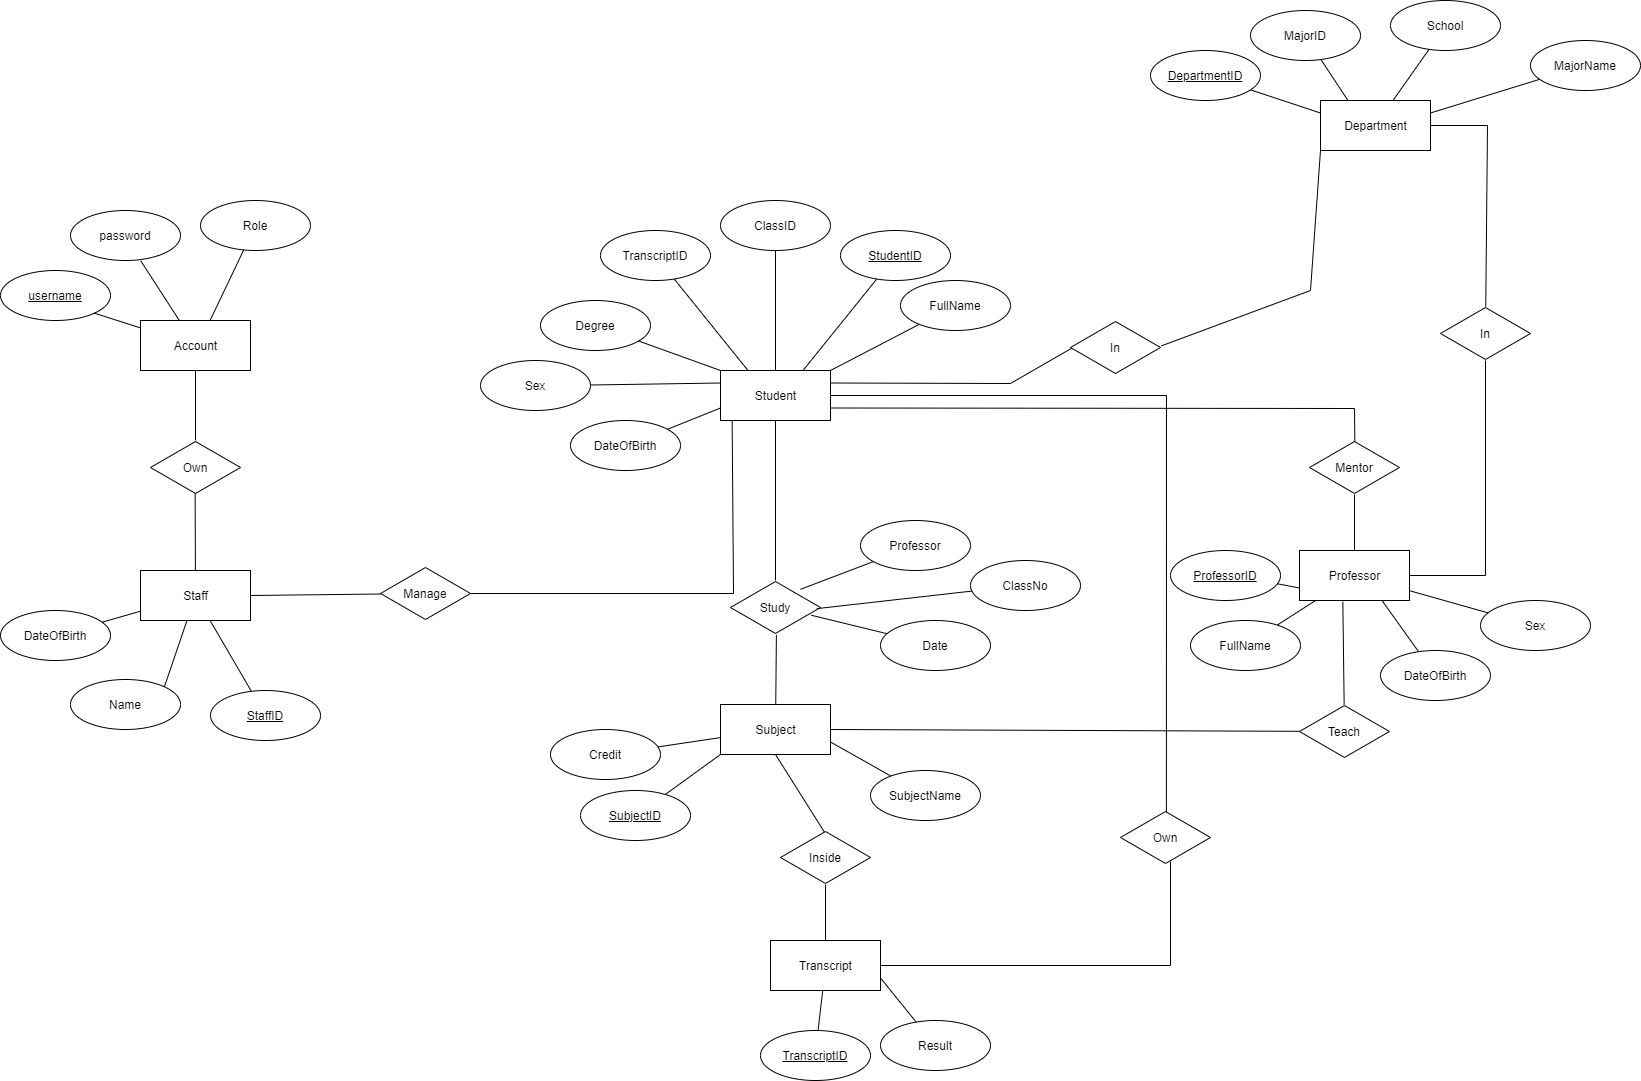 School
MajorID
MajorName
DepartmentID
Department
Role
password
ClassID
TranscriptID
StudentID
username
FullName
Degree
Account
In
In
Sex
Student
DateOfBirth
Own
Mentor
Professor
ProfessorID
Professor
ClassNo
Manage
Staff
Study
Sex
DateOfBirth
Date
FullName
DateOfBirth
Name
StaffID
Subject
Teach
Credit
SubjectName
SubjectID
Own
Inside
Transcript
Result
TranscriptID